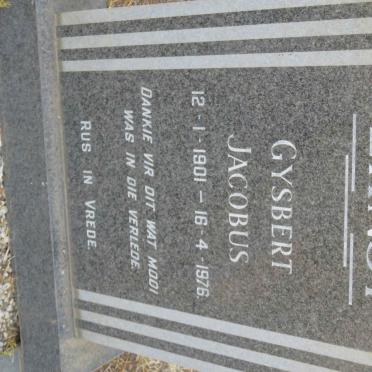 GYSBERT
JACOBUS
12 - 1 - 1901 - 16 - 4 - 1976
DANKIE VIR DIT WAT MOOI
WAS IN DIE VERLEDE.
RUS IN VREDE.